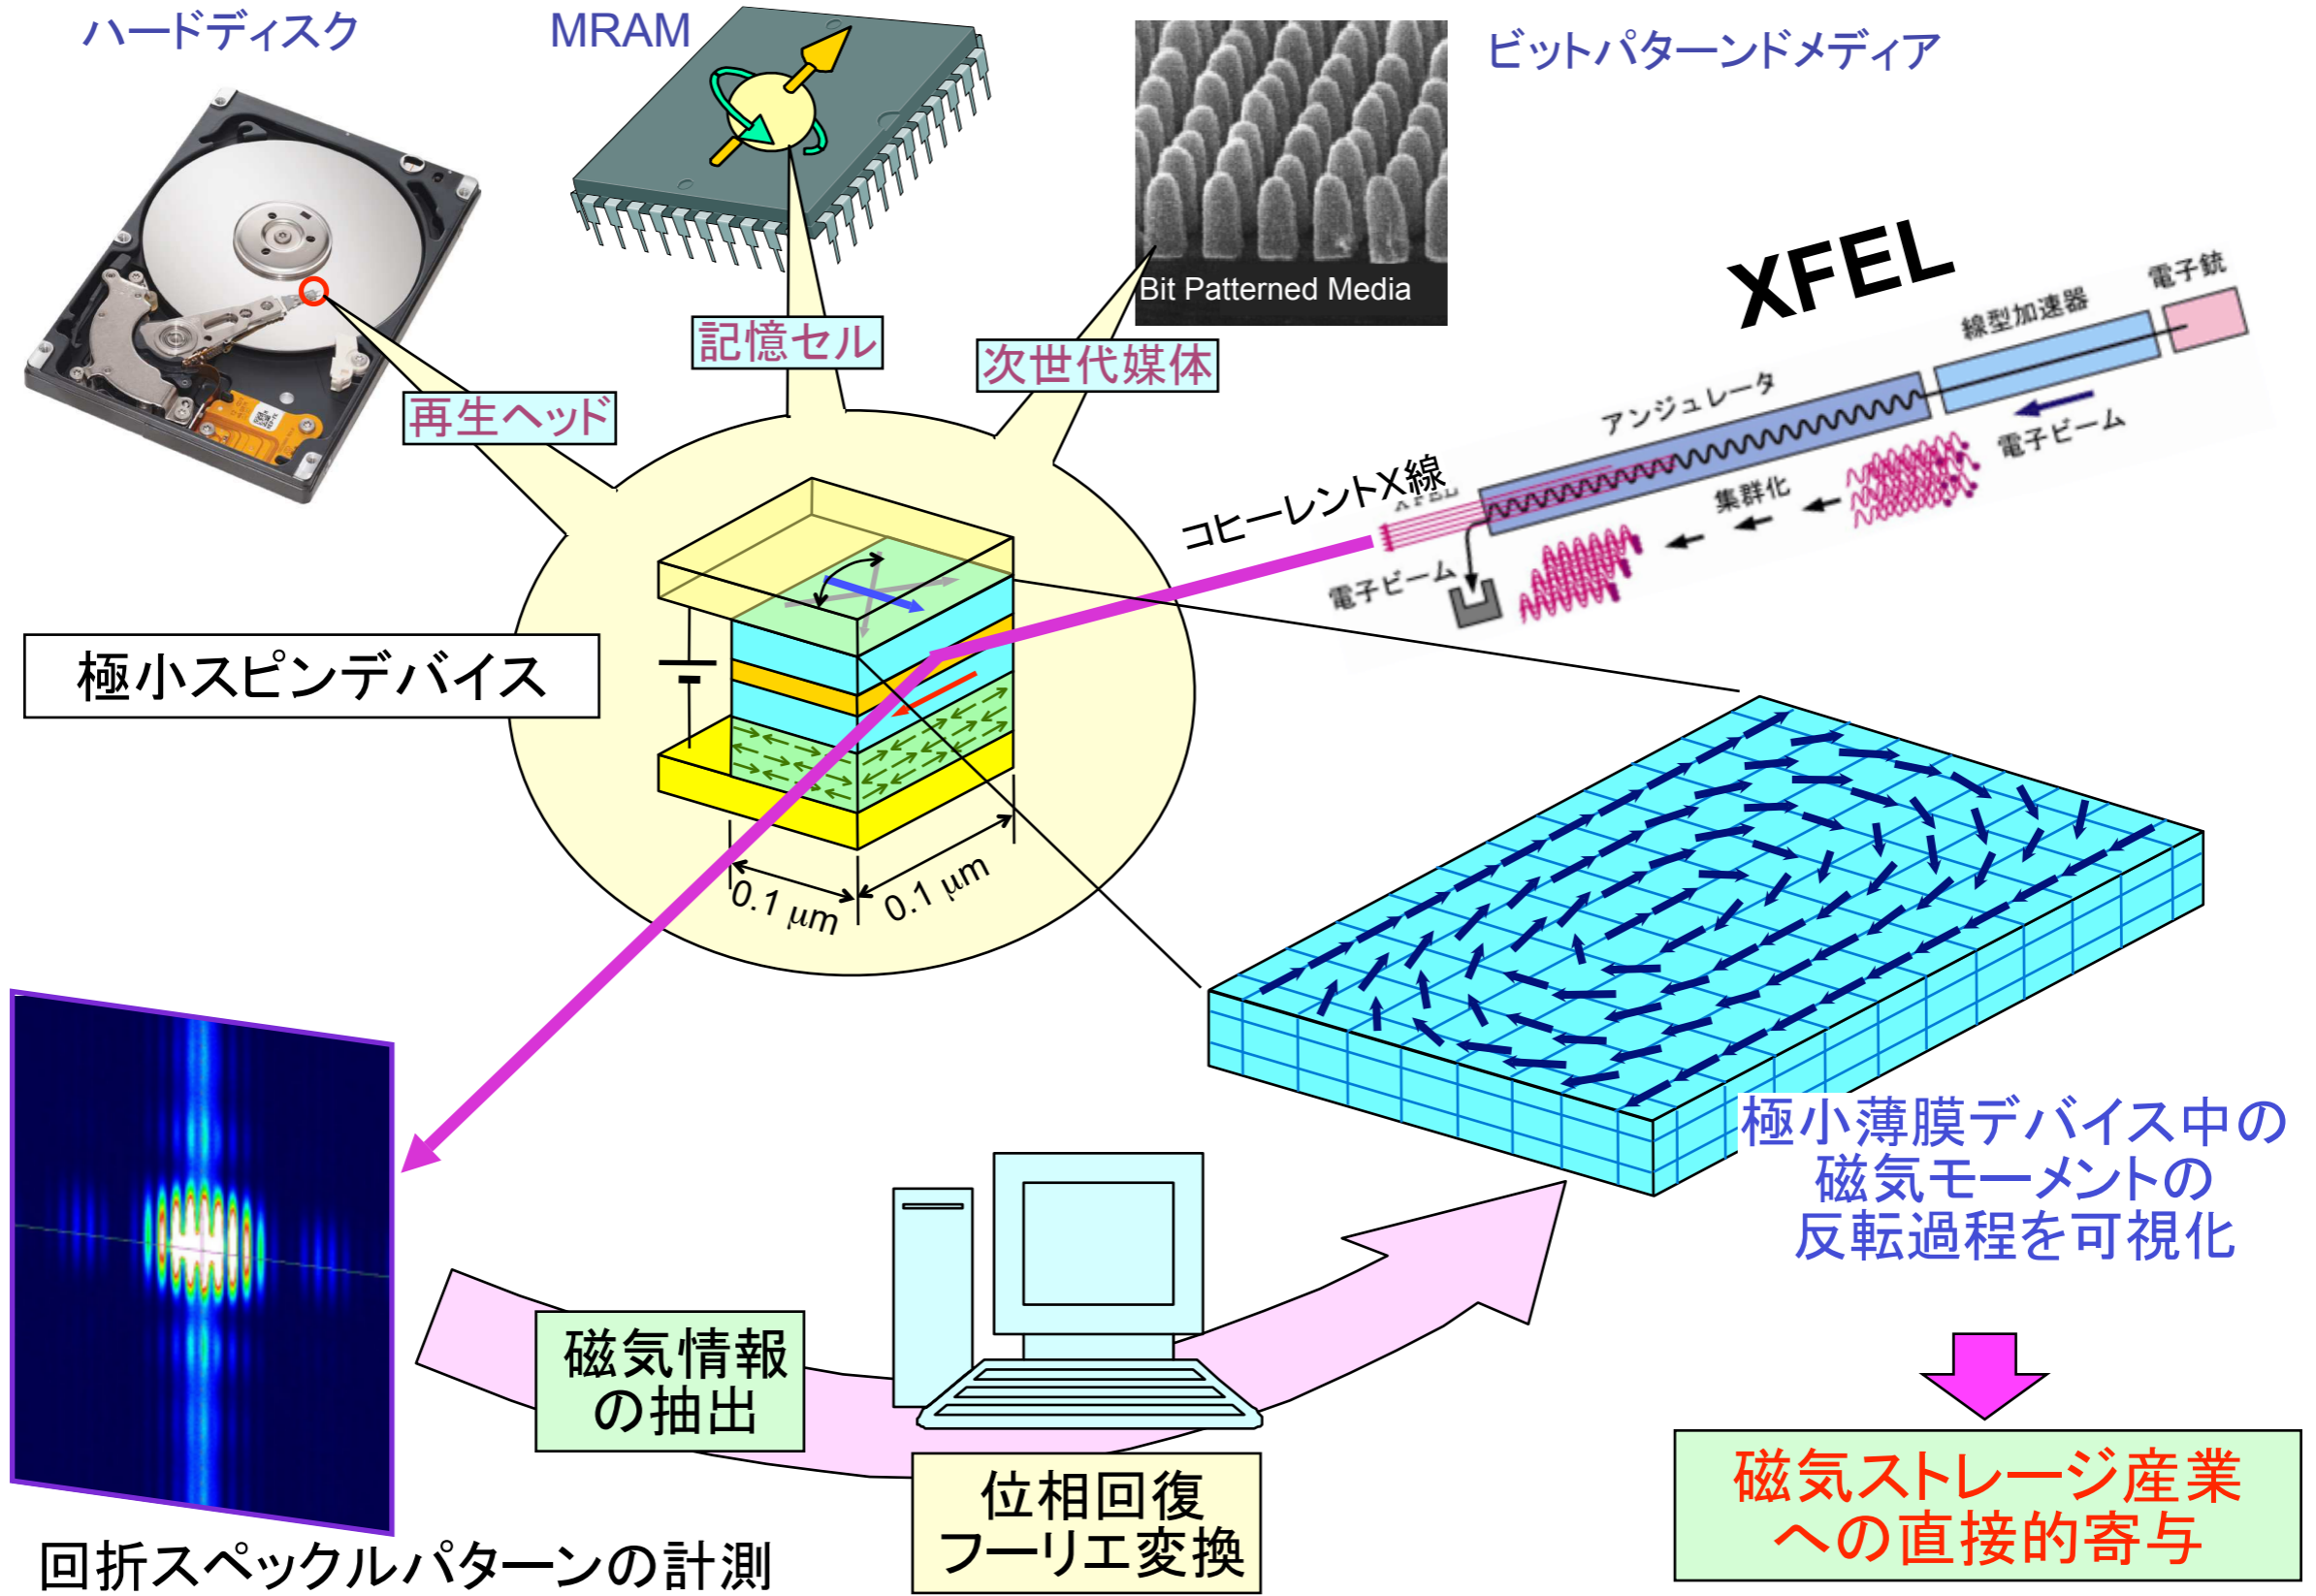 ハードディスク
MRAM
ビットパターンドメディア
Bit Patterned Media
XFEL
電子銃
線型加速器
アンジュレータ
電子ビーム
集群化
コヒーレントX線
電子ビーム
記憶セル
次世代媒体
再生ヘッド
極小スピンデバイス
0.1 μm
0.1 μm
極小薄膜デバイス中の
磁気モーメントの
反転過程を可視化
磁気情報
の抽出
位相回復
フーリエ変換
磁気ストレージ産業
への直接的寄与
回折スペックルパターンの計測